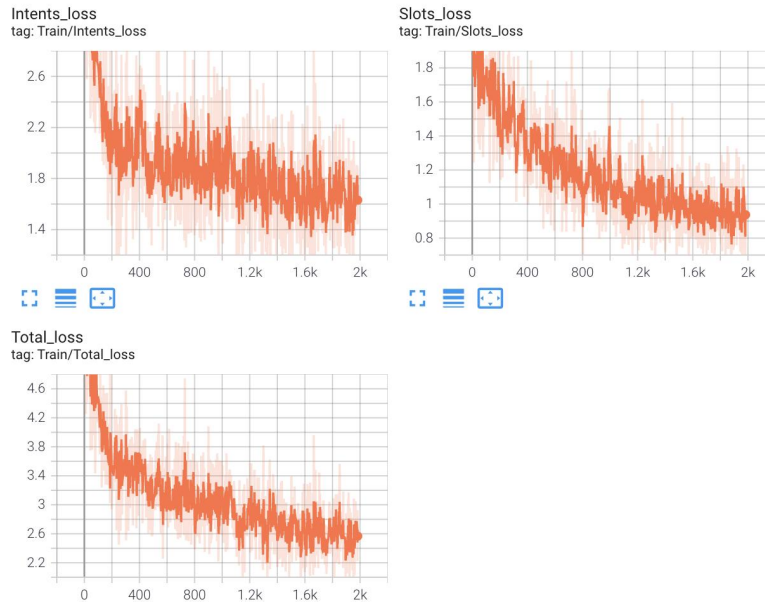 Intents_loss
tag: Train/Intents_loss
2.6
2.2
1.8
1.4
0 400 800 1.2k 1.6k 2k
Slots_loss
tag: Train/Slots_loss
1.8
1.6
1.4
1.2
1
0.8
0 400 800 1.2k 1.6k 2k
Total_loss
tag: Train/Total_loss
4.6
4.2
3.8
3.4
3
2.6
2.2
0 400 800 1.2k 1.6k 2k